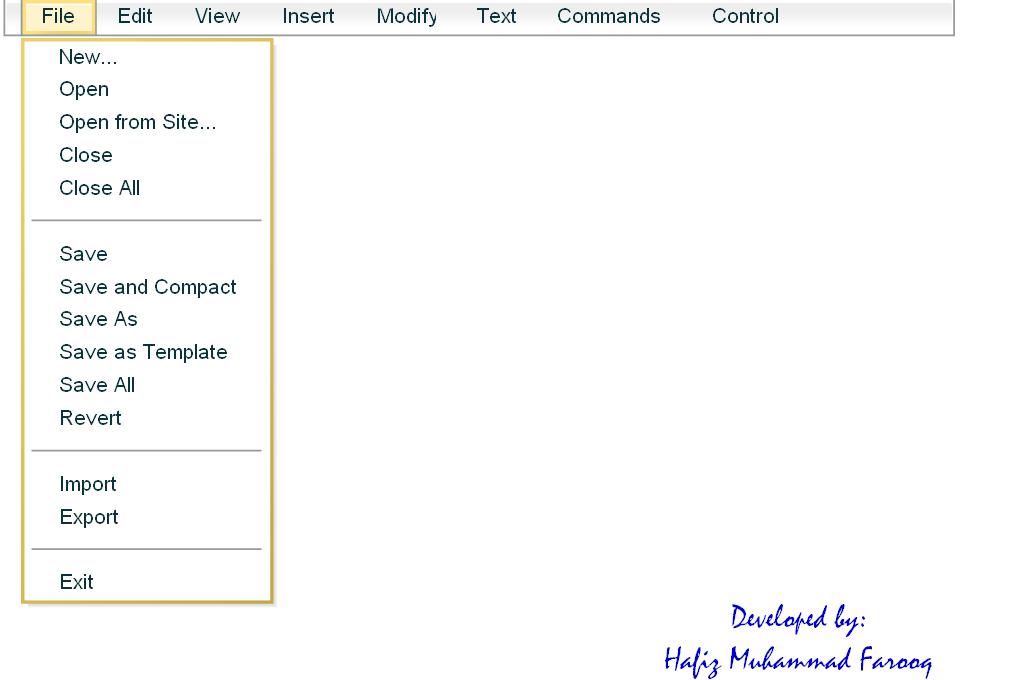 File Edit View Insert Modify Text Commands Control
New...
Open
Open from Site...
Close
Close All
Save
Save and Compact
Save As
Save as Template
Save All
Revert
Import
Export
Exit
Developed by:
Hafiz Muhammad Farooq